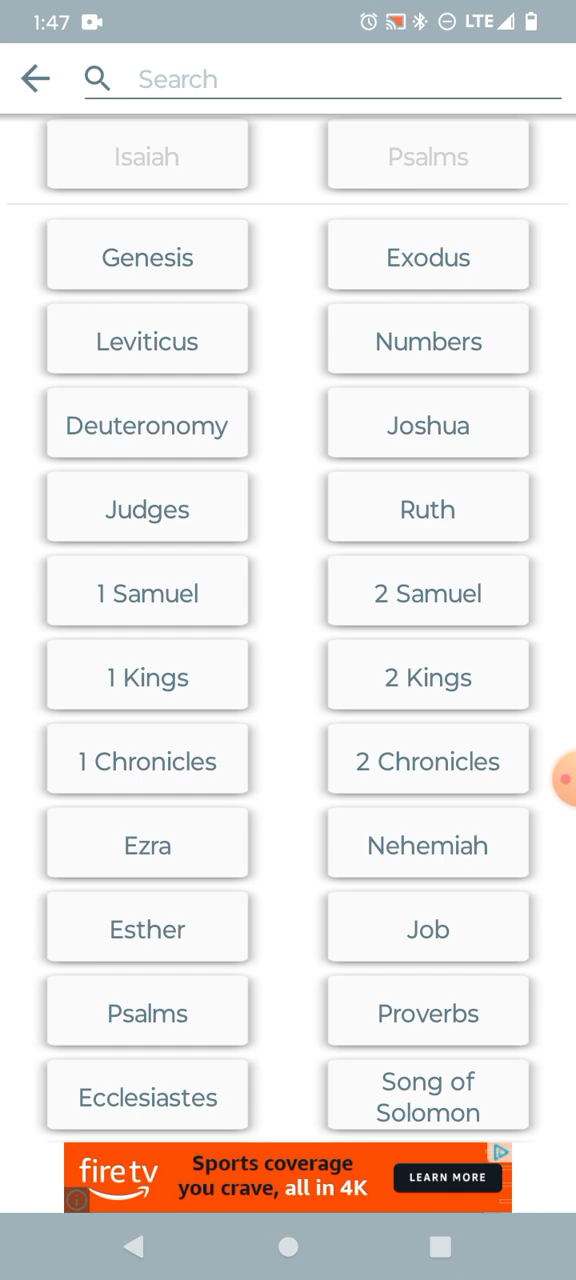 1:47 LTE
Search
Isaiah Psalms
Genesis Exodus
Leviticus Numbers
Deuteronomy Joshua
Judges Ruth
1 Samuel 2 Samuel
1 Kings 2 Kings
1 Chronicles 2 Chronicles
Ezra Nehemiah
Esther Job
Psalms Proverbs
Ecclesiastes Song of
Solomon
fire tv Sports coverage
you crave, all in 4K
LEARN MORE